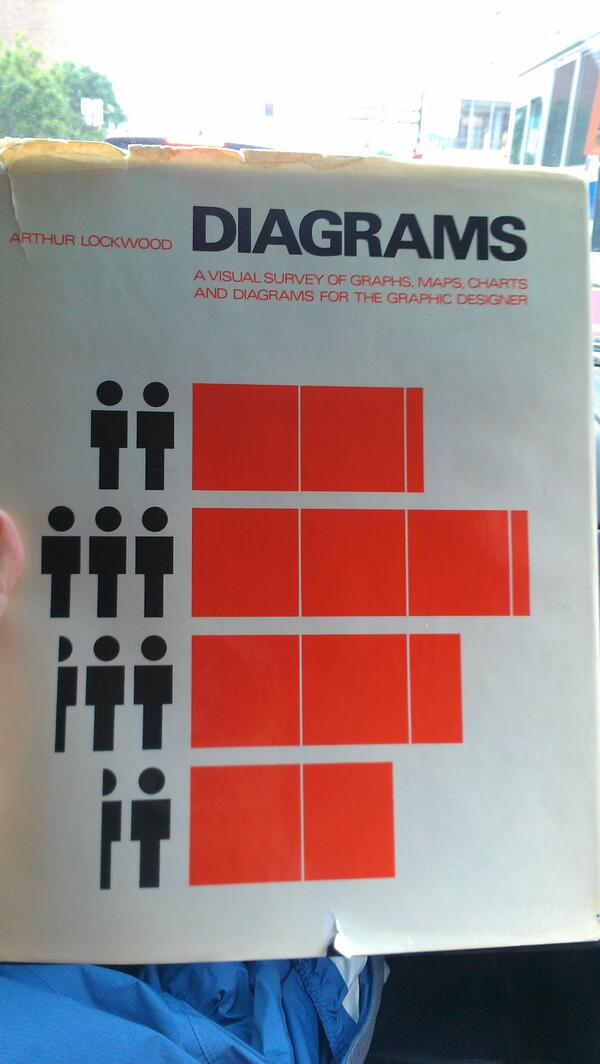 ARTHUR LOCKWOOD DIAGRAMS
A VISUAL SURVEY OF GRAPHS, MAPS, CHARTS
AND DIAGRAMS FOR THE GRAPHIC DESIGNER